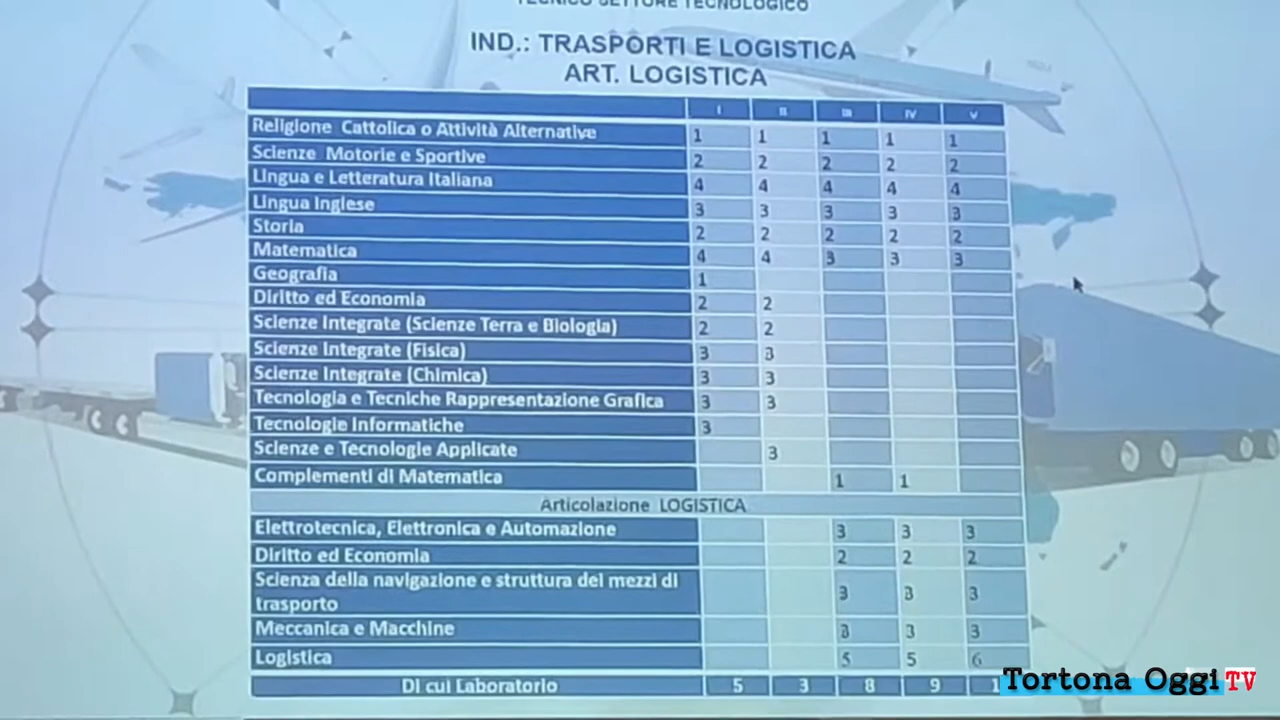 TECNICO SETTORE TECNOLOGICO
IND.: TRASPORTI E LOGISTICA
ART. LOGISTICA
I II III IV V
Religione Cattolica o Attività Alternative 1 1 1 1 1
Scienze Motorie e Sportive 2 2 2 2 2
Lingua e Letteratura Italiana 4 4 4 4 4
Lingua Inglese 3 3 3 3 3
Storia 2 2 2 2 2
Matematica 4 4 3 3 3
Geografia 1
Diritto ed Economia 2 2
Scienze Integrate (Scienze Terra e Biologia) 2 2
Scienze Integrate (Fisica) 3 3
Scienze Integrate (Chimica) 3 3
Tecnologia e Tecniche Rappresentazione Grafica 3 3
Tecnologie Informatiche 3
Scienze e Tecnologie Applicate 3
Complementi di Matematica 1 1
Articolazione LOGISTICA
Elettrotecnica, Elettronica e Automazione 3 3 3
Diritto ed Economia 2 2 2
Scienza della navigazione e struttura dei mezzi di
trasporto 3 3 3
Meccanica e Macchine 3 3 3
Logistica 5 5 6
Di cui Laboratorio 5 3 8 9
Tortona Oggi TV